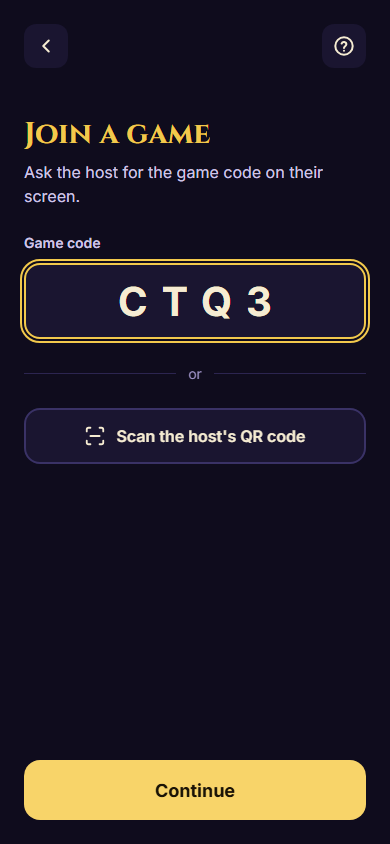 Join a game
Ask the host for the game code on their
screen.
Game code
CTQ3
or
Scan the host's QR code
Continue